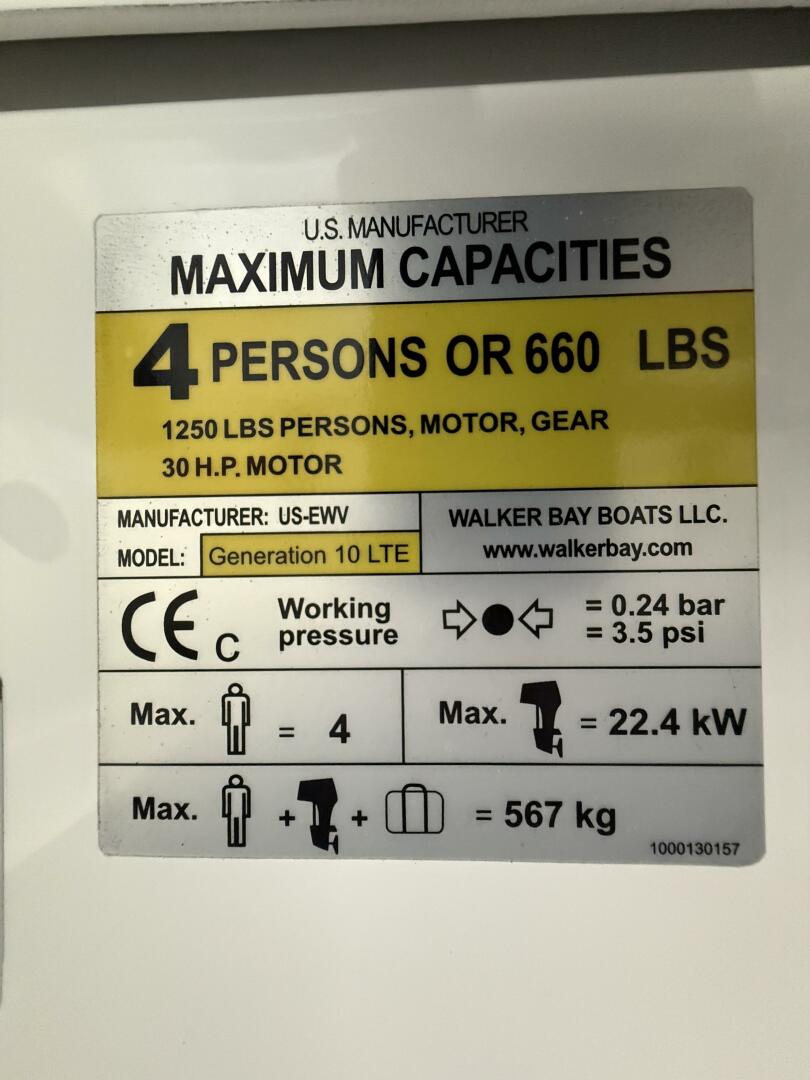 U.S. MANUFACTURER
MAXIMUM CAPACITIES
4 PERSONS OR 660 LBS
1250 LBS PERSONS, MOTOR, GEAR
30 H.P. MOTOR
MANUFACTURER: US-EWV
MODEL: Generation 10 LTE
WALKER BAY BOATS LLC.
www.walkerbay.com
CE C
Working
pressure
= 0.24 bar
= 3.5 psi
Max. = 4
Max. = 22.4 kW
Max. + + = 567 kg
1000130157